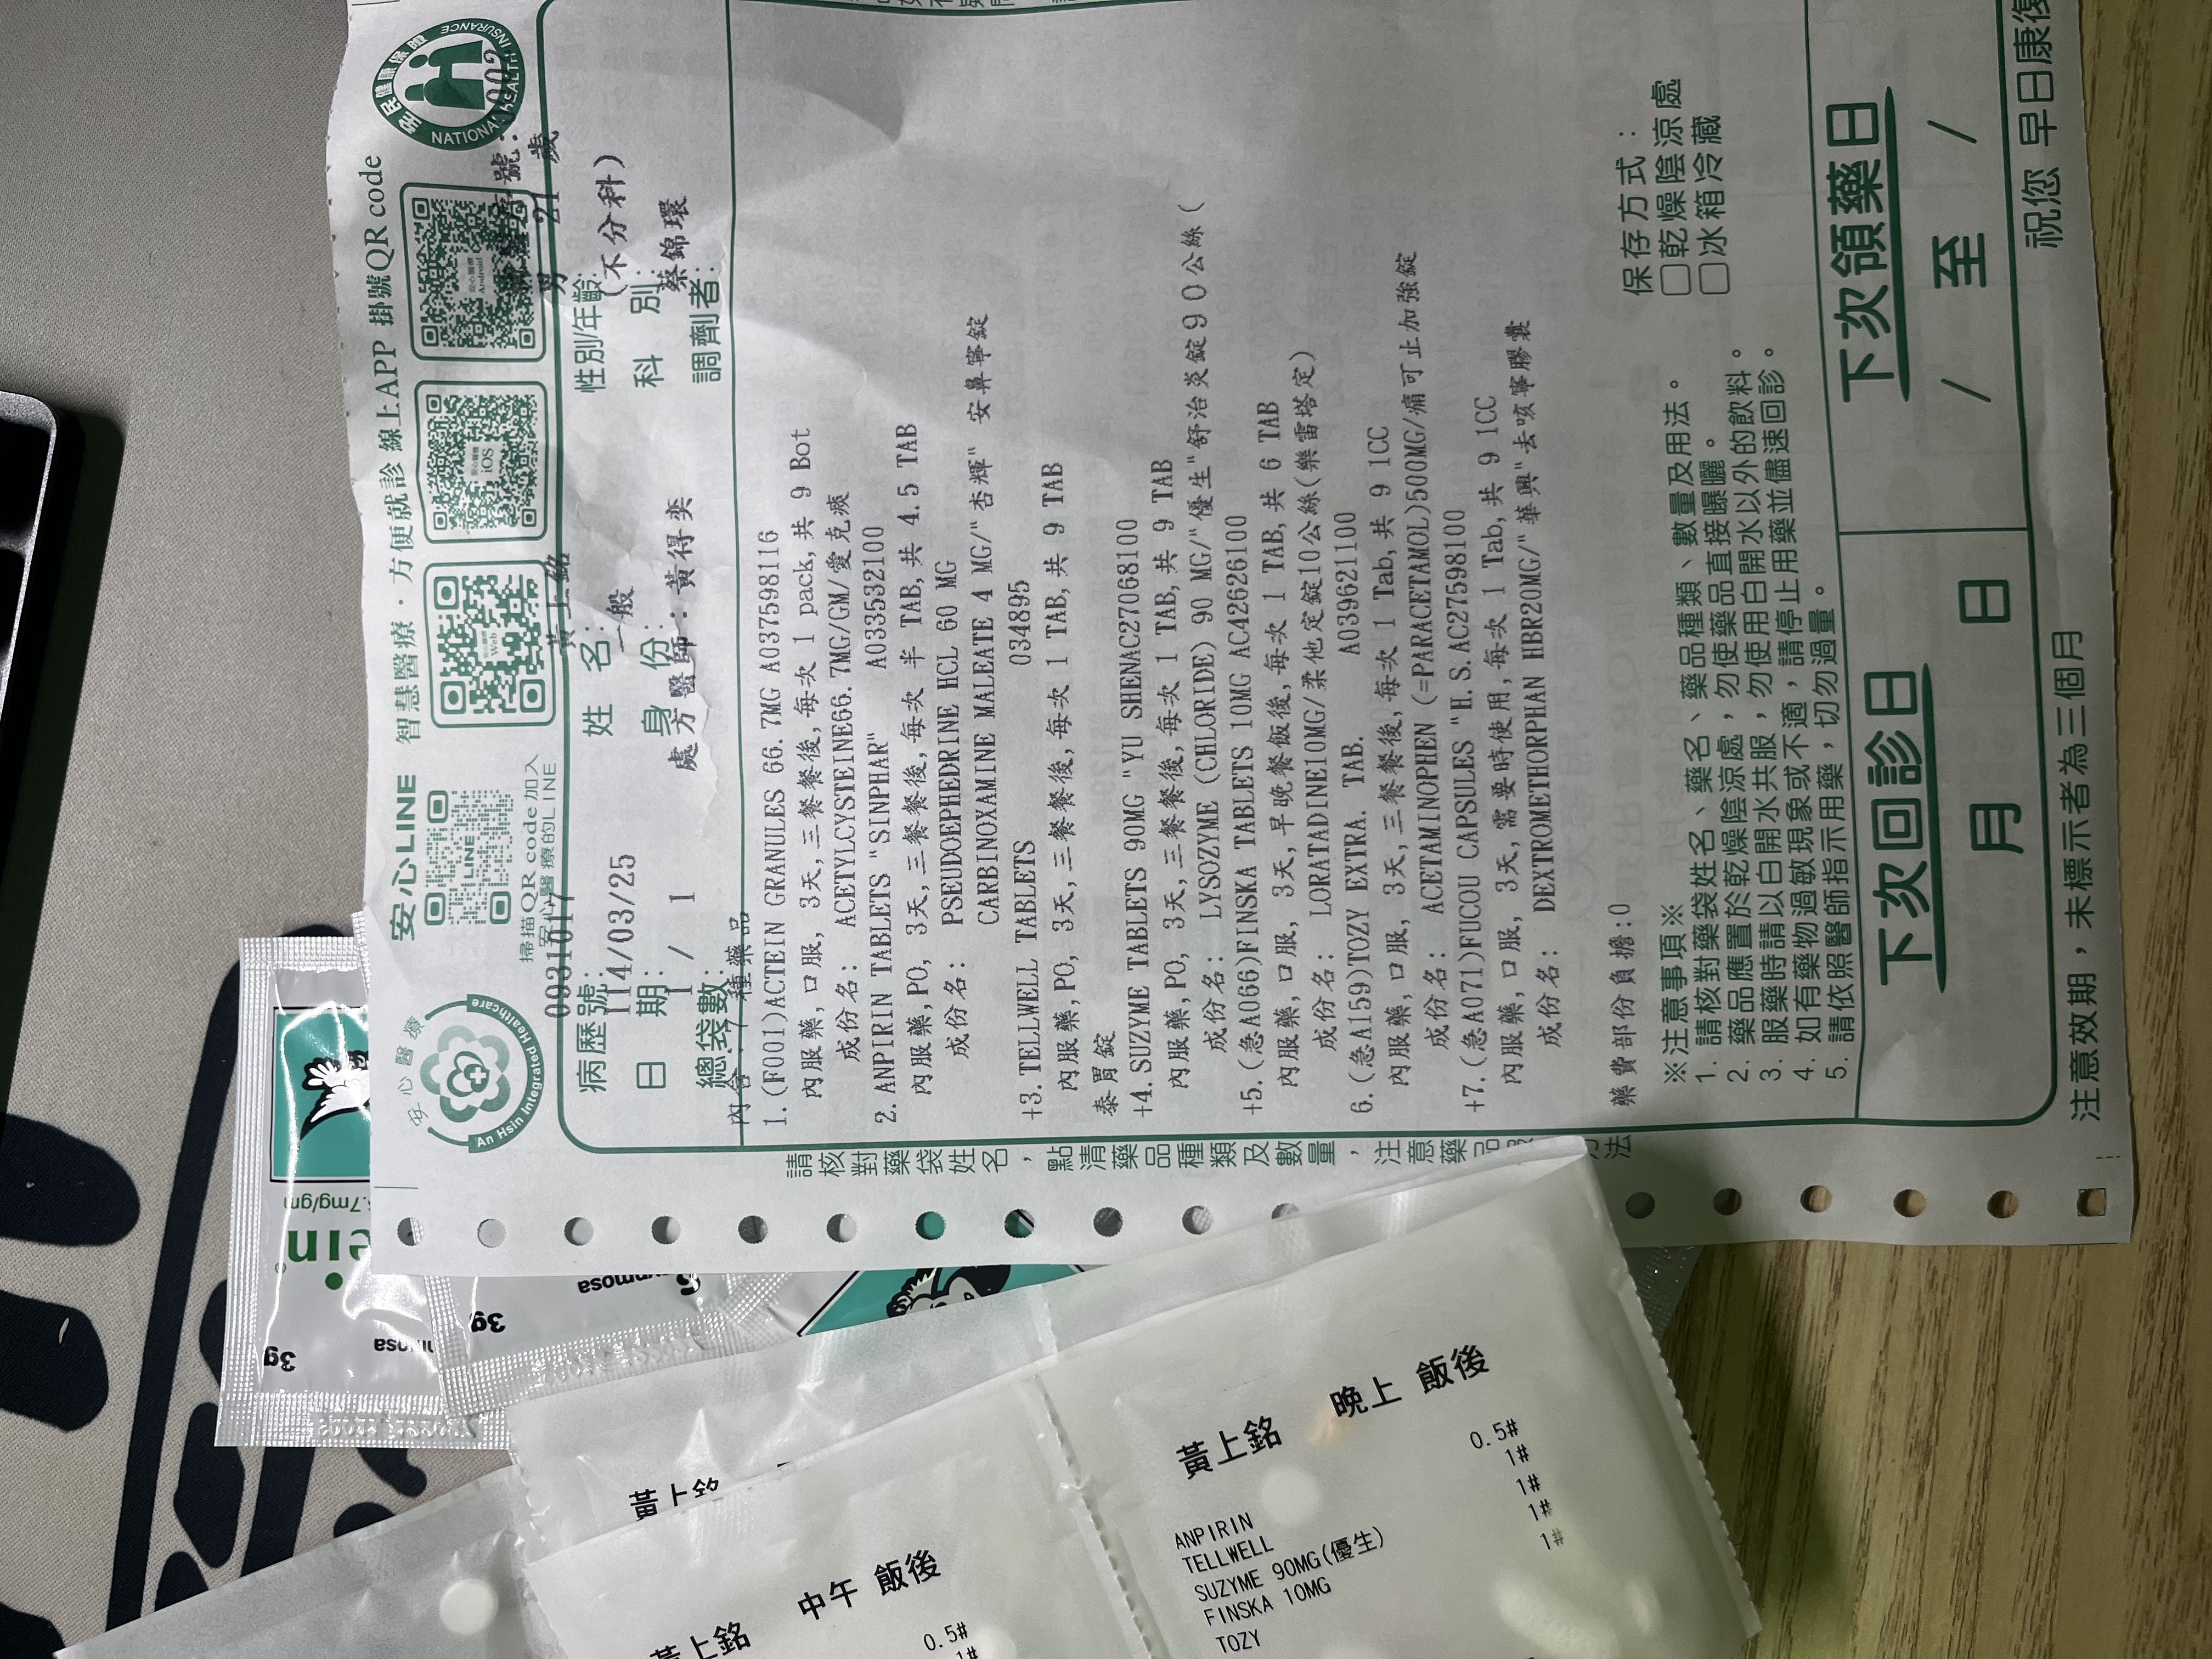 安心醫療
An Hsin Integrated Healthcare
安心LINE
LINE
掃描QR code加入
安心醫療的LINE
智慧醫療・方便就診 線上APP 掛號QR code
安心醫療
Web
安心醫療
iOS
安心醫療
Android
全民健康保險
NATIONAL HEALTH INSURANCE
病歷號: 0931017
姓 名: 黃上銘
性別/年齡: 男 21 歲
日 期: 114/03/25
身 份: 一般
科 別: (不分科)
總袋數: 1 / 1
處方醫師：黃得奕
調劑者: 蔡錦環
內含：7 種藥品
1.(F001)ACTEIN GRANULES 66.7MG A037598116
內服藥,口服, 3天,三餐餐後,每次 1 pack,共 9 Bot
成份名: ACETYLCYSTEINE66.7MG/GM/愛克痰
2.ANPIRIN TABLETS "SINPHAR" A033532100
內服藥,PO, 3天,三餐餐後,每次 半 TAB,共 4.5 TAB
成份名: PSEUDOEPHEDRINE HCL 60 MG
CARBINOXAMINE MALEATE 4 MG/"杏輝" 安鼻寧錠
+3.TELLWELL TABLETS 034895
內服藥,PO, 3天,三餐餐後,每次 1 TAB,共 9 TAB
泰胃錠
+4.SUZYME TABLETS 90MG "YU SHENAC27068100
內服藥,PO, 3天,三餐餐後,每次 1 TAB,共 9 TAB
成份名: LYSOZYME (CHLORIDE) 90 MG/"優生"舒治炎錠９０公絲(
+5.(急A066)FINSKA TABLETS 10MG AC42626100
內服藥,口服, 3天,早晚餐飯後,每次 1 TAB,共 6 TAB
成份名: LORATADINE10MG/柔他定錠10公絲(樂雷塔定)
6.(急A159)TOZY EXTRA. TAB. A039621100
內服藥,口服, 3天,三餐餐後,每次 1 Tab,共 9 1CC
成份名: ACETAMINOPHEN (=PARACETAMOL)500MG/痛可止加強錠
+7.(急A071)FUCOU CAPSULES "H.S.AC27598100
內服藥,口服, 3天,需要時使用,每次 1 Tab,共 9 1CC
成份名: DEXTROMETHORPHAN HBR20MG/"華興"去咳寧膠囊
藥費部份負擔:0
※注意事項※
1. 請核對藥袋姓名、藥名、藥品種類、數量及用法。
2. 藥品應置於乾燥陰涼處，勿使藥品直接曝曬。
3. 服藥時請以白開水共服，勿使用白開水以外的飲料。
4. 如有藥物過敏現象或不適，請停止用藥並儘速回診。
5. 請依照醫師指示用藥，切勿過量。
保存方式：
□乾燥陰涼處
□冰箱冷藏
下次回診日
月 日
下次領藥日
/ 至 /
祝您 早日康復
注意效期，未標示者為三個月
請核對藥袋姓名，點清藥品種類及數量，注意藥品
方法
3g
ein
.7mg/gm
mosa
3g
mmosa
黃上銘
黃上銘 中午 飯後
0.5#
1#
黃上銘 晚上 飯後
ANPIRIN 0.5#
TELLWELL 1#
SUZYME 90MG(優生) 1#
FINSKA 10MG 1#
TOZY 1#